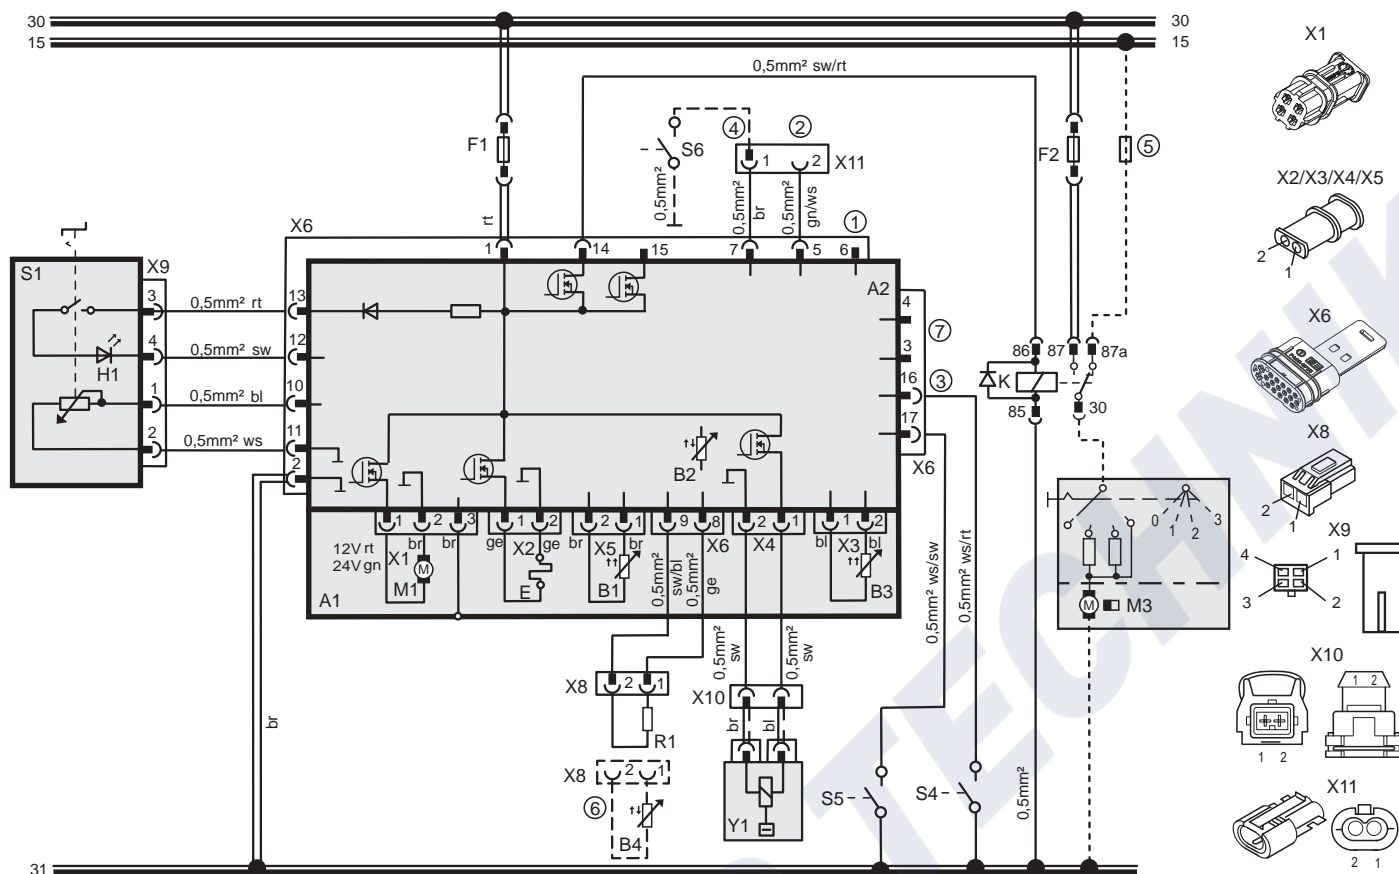 30
30
15
15
0,5mm² sw/rt
X1
F1
S6
④
②
1
2
X11
F2
⑤
0,5mm²
0,5mm²
br
0,5mm²
gn/ws
X2/X3/X4/X5
2
1
rt
X6
1
14
15
7
5
6
①
S1
X9
A2
3
0,5mm² rt
13
4
⑦
X6
4
0,5mm² sw
12
3
H1
86
87
87a
16
③
K
1
0,5mm² bl
10
85
30
17
2
0,5mm² ws
11
X6
X8
2
B2
2
1
1
2
3
1
2
2
1
9
8
2
1
1
2
0
1
2
3
X9
12V rt
24V gn
X1
br
br
ge
X2
ge
br
X5
br
X6
X4
bl
X3
bl
4
1
3
2
M
M1
E
B1
B3
A1
0,5mm²
sw/bl
0,5mm²
ge
0,5mm² ws/sw
0,5mm² ws/rt
M
M3
0,5mm²
sw
0,5mm²
sw
X8
2
1
X10
X10
1 2
br
R1
br
bl
1 2
X8
2
1
⑥
B4
Y1
S5
S4
0,5mm²
X11
2 1
31
TECHNIK